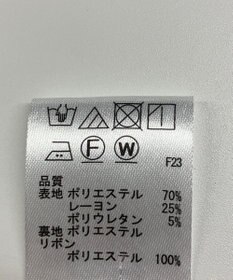 F W
F23
品質
表地 ポリエステル 70%
レーヨン 25%
ポリウレタン 5%
裏地 ポリエステル
リボン
ポリエステル 100%